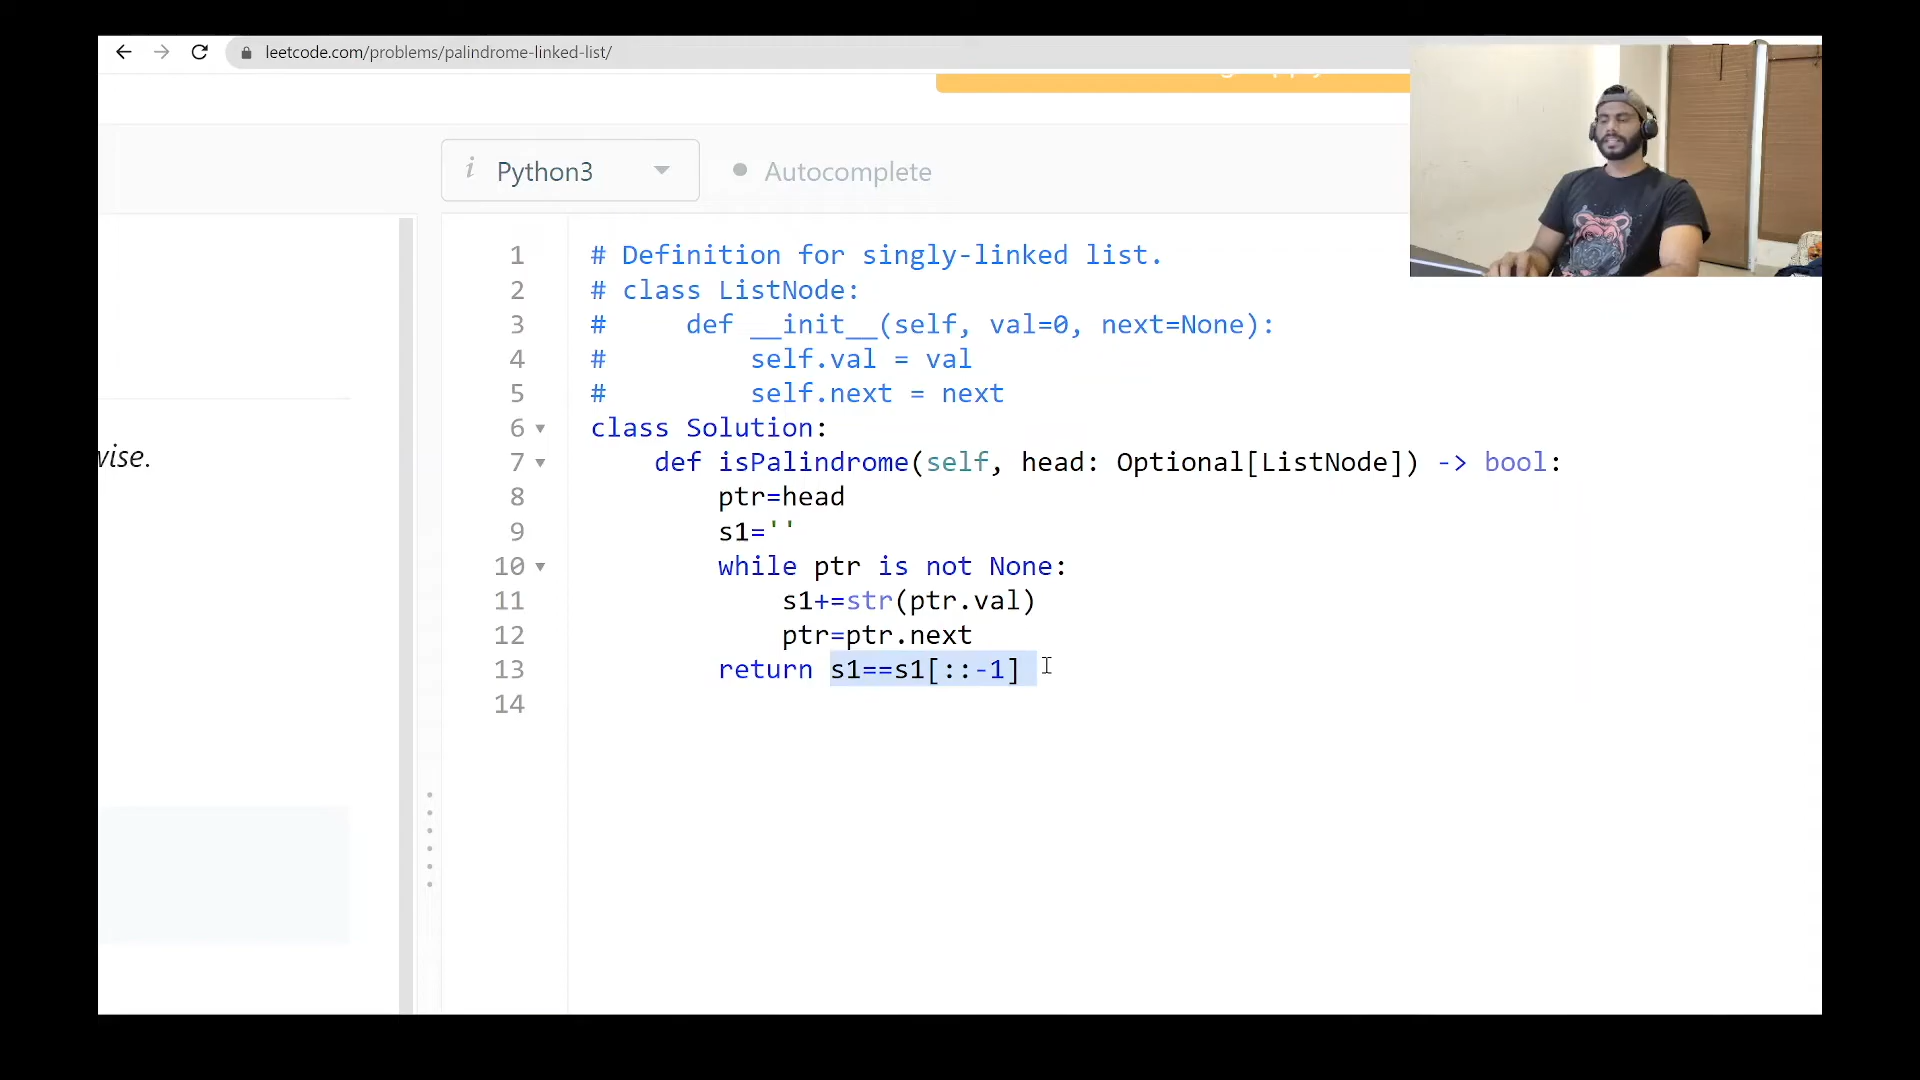 leetcode.com/problems/palindrome-linked-list/
i Python3 Autocomplete
wise.
1 # Definition for singly-linked list.
2 # class ListNode:
3 #     def __init__(self, val=0, next=None):
4 #         self.val = val
5 #         self.next = next
6 class Solution:
7     def isPalindrome(self, head: Optional[ListNode]) -> bool:
8         ptr=head
9         s1=''
10         while ptr is not None:
11             s1+=str(ptr.val)
12             ptr=ptr.next
13         return s1==s1[::-1]
14